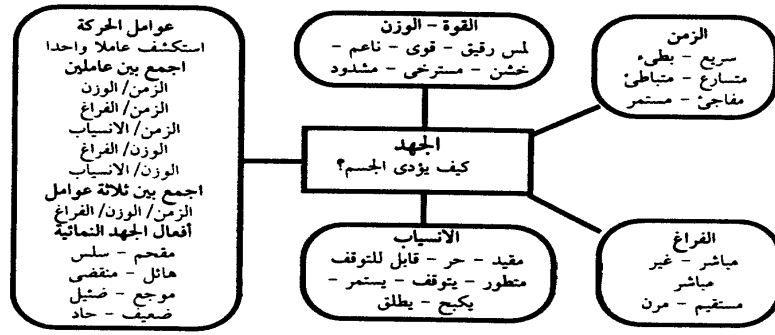 عوامل الحركة
استكشف عاملا واحدا
اجمع بين عاملين
الزمن/ الوزن
الزمن/ الفراغ
الزمن/ الانسياب
الوزن/ الفراغ
الوزن/ الانسياب
اجمع بين ثلاثة عوامل
الزمن/ الوزن/ الفراغ
أفعال الجهد النمائية
مقحم – سلس
هائل – منقضى
موجع – ضئيل
ضعيف – حاد
القوة – الوزن
لمس رقيق – قوى – ناعم –
خشن – مسترخى – مشدود
الزمن
سريع – بطىء
متسارع – متباطئ
مفاجئ – مستمر
الجهد
كيف يؤدى الجسم؟
الانسياب
مقيد – حر – قابل للتوقف
متطور – يتوقف – يستمر –
يكبح – يطلق
الفراغ
مباشر – غير
مباشر
مستقيم – مرن